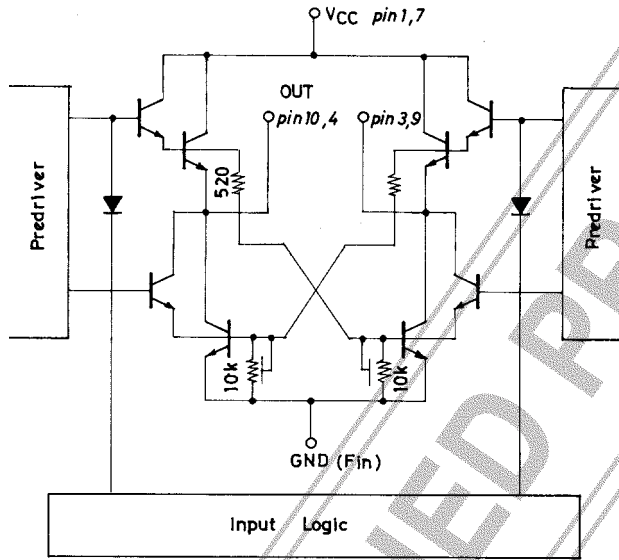 VCC pin1,7
OUT
pin10,4
pin3,9
Predriver
520
Predriver
10k
10k
GND (Fin)
Input Logic